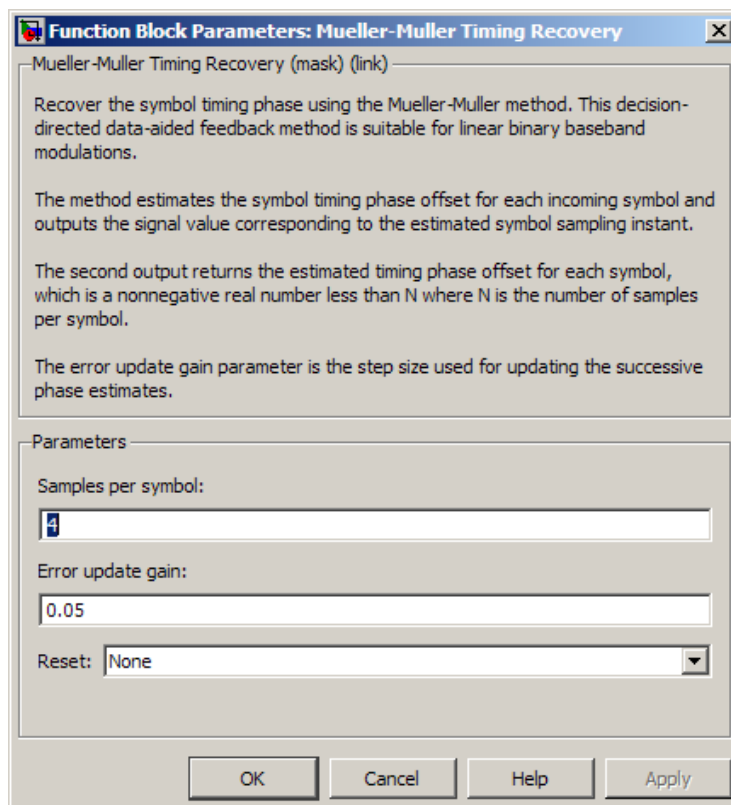 Function Block Parameters: Mueller-Muller Timing Recovery
Mueller-Muller Timing Recovery (mask) (link)
Recover the symbol timing phase using the Mueller-Muller method. This decision-
directed data-aided feedback method is suitable for linear binary baseband
modulations.
The method estimates the symbol timing phase offset for each incoming symbol and
outputs the signal value corresponding to the estimated symbol sampling instant.
The second output returns the estimated timing phase offset for each symbol,
which is a nonnegative real number less than N where N is the number of samples
per symbol.
The error update gain parameter is the step size used for updating the successive
phase estimates.
Parameters
Samples per symbol:
4
Error update gain:
0.05
Reset: None
OK Cancel Help Apply